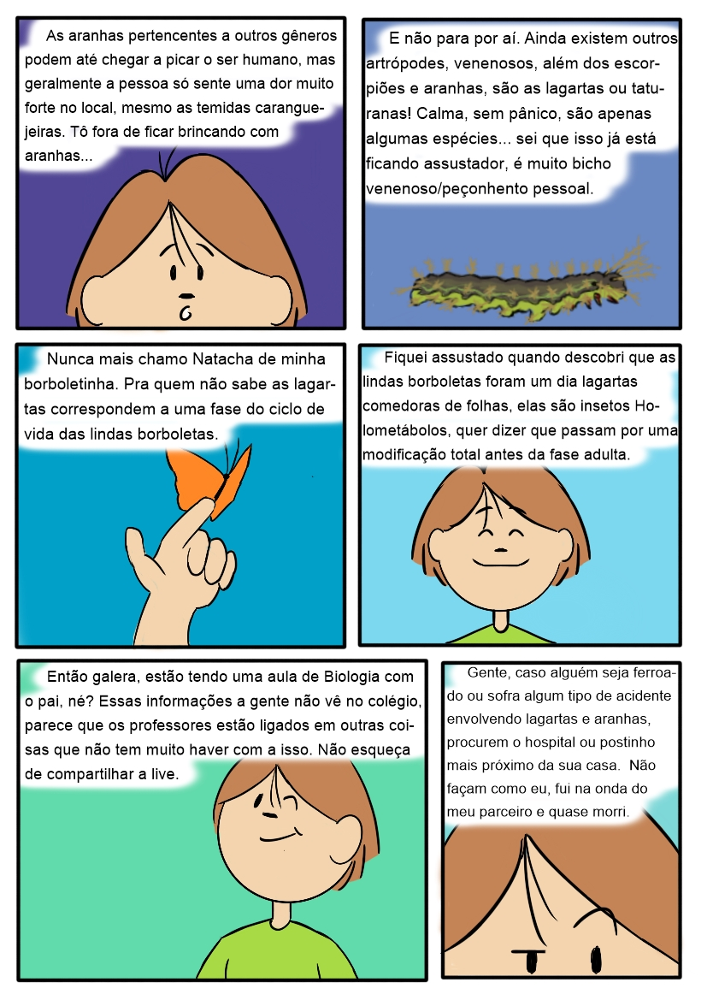 As aranhas pertencentes a outros gêneros
podem até chegar a picar o ser humano, mas
geralmente a pessoa só sente uma dor muito
forte no local, mesmo as temidas carangue-
jeiras. Tô fora de ficar brincando com
aranhas...
E não para por aí. Ainda existem outros
artrópodes, venenosos, além dos escor-
piões e aranhas, são as lagartas ou tatu-
ranas! Calma, sem pânico, são apenas
algumas espécies... sei que isso já está
ficando assustador, é muito bicho
venenoso/peçonhento pessoal.
Nunca mais chamo Natacha de minha
borboletinha. Pra quem não sabe as lagar-
tas correspondem a uma fase do ciclo de
vida das lindas borboletas.
Fiquei assustado quando descobri que as
lindas borboletas foram um dia lagartas
comedoras de folhas, elas são insetos Ho-
lometábolos, quer dizer que passam por uma
modificação total antes da fase adulta.
Então galera, estão tendo uma aula de Biologia com
o pai, né? Essas informações a gente não vê no colégio,
parece que os professores estão ligados em outras coi-
sas que não tem muito haver com a isso. Não esqueça
de compartilhar a live.
Gente, caso alguém seja ferroa-
do ou sofra algum tipo de acidente
envolvendo lagartas e aranhas,
procurem o hospital ou postinho
mais próximo da sua casa.  Não
façam como eu, fui na onda do
meu parceiro e quase morri.